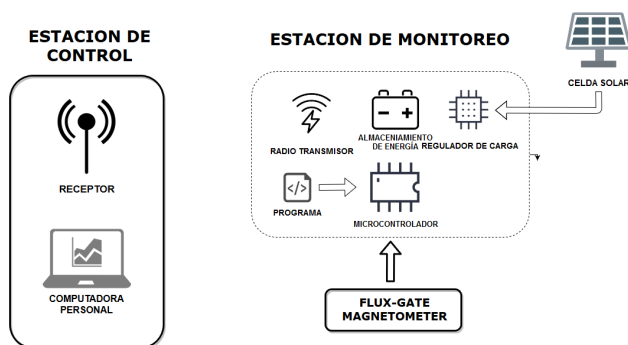 ESTACION DE
CONTROL
RECEPTOR
COMPUTADORA
PERSONAL
ESTACION DE MONITOREO
CELDA SOLAR
RADIO TRANSMISOR
ALMACENIAMIENTO
DE ENERGÍA
REGULADOR DE CARGA
</>
PROGRAMA
MICROCONTROLADOR
FLUX-GATE
MAGNETOMETER